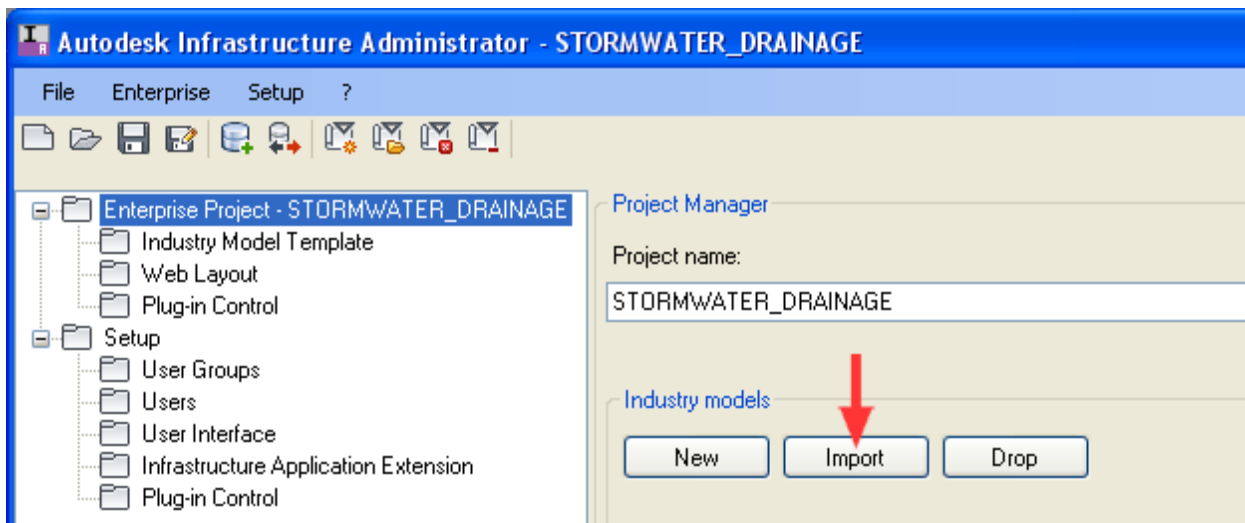 Autodesk Infrastructure Administrator - STORMWATER_DRAINAGE
File Enterprise Setup ?
Enterprise Project - STORMWATER_DRAINAGE
Industry Model Template
Web Layout
Plug-in Control
Setup
User Groups
Users
User Interface
Infrastructure Application Extension
Plug-in Control
Project Manager
Project name:
STORMWATER_DRAINAGE
Industry models
New Import Drop